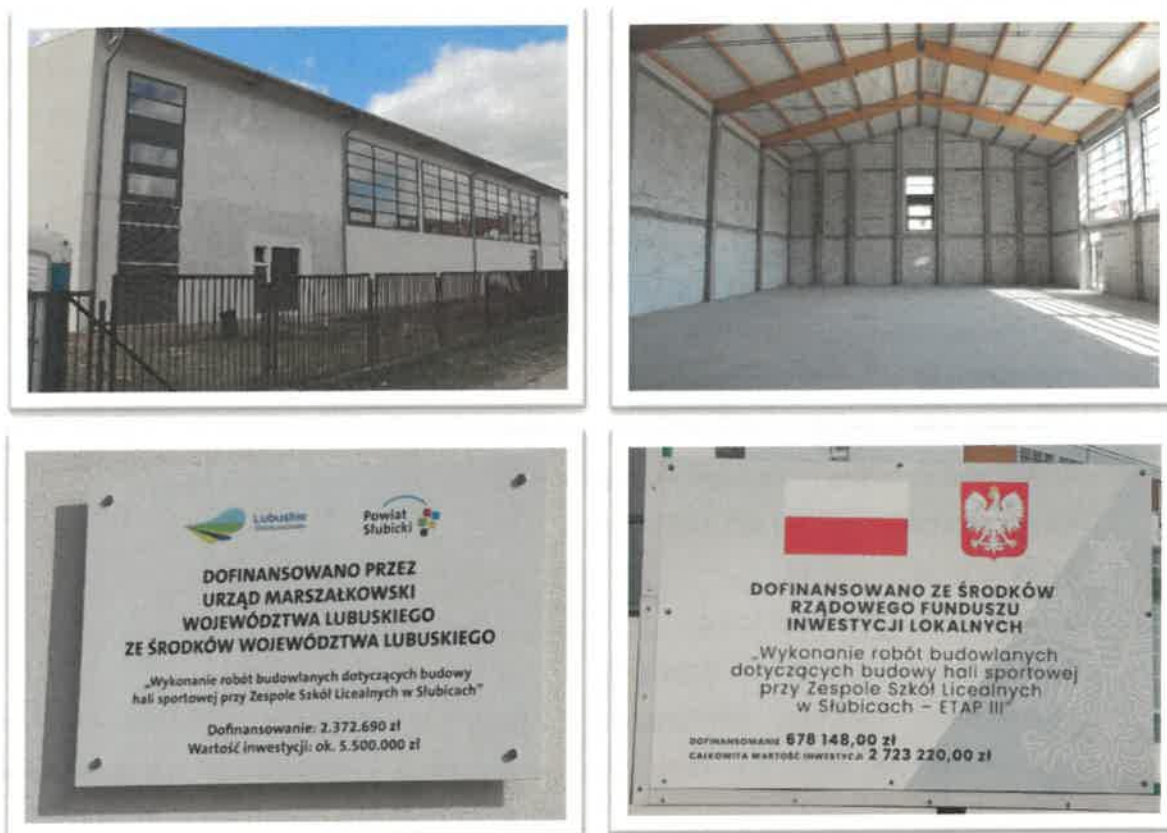 Lubuskie
Powiat
Słubicki
DOFINANSOWANO PRZEZ
URZĄD MARSZAŁKOWSKI
WOJEWÓDZTWA LUBUSKIEGO
ZE ŚRODKÓW WOJEWÓDZTWA LUBUSKIEGO
„Wykonanie robót budowlanych dotyczących budowy
hali sportowej przy Zespole Szkół Licealnych w Słubicach”
Dofinansowanie: 2.372.690 zł
Wartość inwestycji: ok. 5.500.000 zł
DOFINANSOWANO ZE ŚRODKÓW
RZĄDOWEGO FUNDUSZU
INWESTYCJI LOKALNYCH
„Wykonanie robót budowlanych
dotyczących budowy hali sportowej
przy Zespole Szkół Licealnych
w Słubicach – ETAP III”
DOFINANSOWANIE 678 148,00 zł
CAŁKOWITA WARTOŚĆ INWESTYCJI 2 723 220,00 zł